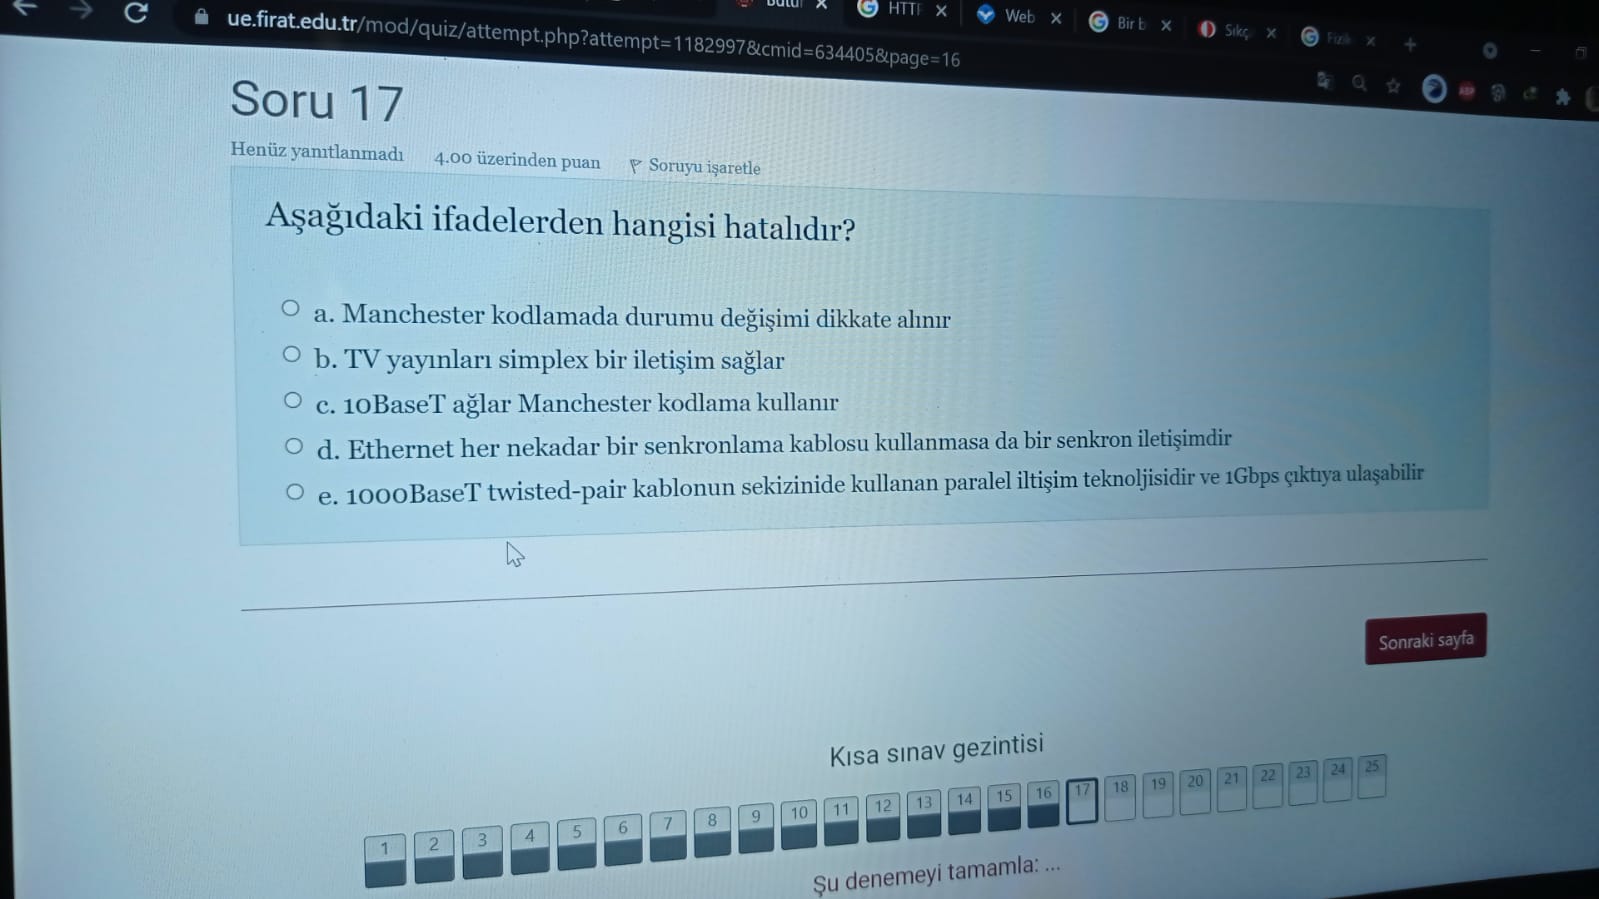 HTTP
Web
Bir b
Sıkç
Fizik
ue.firat.edu.tr/mod/quiz/attempt.php?attempt=1182997&cmid=634405&page=16
ABP
Soru 17
Henüz yanıtlanmadı 4.00 üzerinden puan Soruyu işaretle
Aşağıdaki ifadelerden hangisi hatalıdır?
a. Manchester kodlamada durumu değişimi dikkate alınır
b. TV yayınları simplex bir iletişim sağlar
c. 10BaseT ağlar Manchester kodlama kullanır
d. Ethernet her nekadar bir senkronlama kablosu kullanmasa da bir senkron iletişimdir
e. 1000BaseT twisted-pair kablonun sekizinide kullanan paralel iltişim teknoljisidir ve 1Gbps çıktıya ulaşabilir
Sonraki sayfa
Kısa sınav gezintisi
1 2 3 4 5 6 7 8 9 10 11 12 13 14 15 16 17 18 19 20 21 22 23 24 25
Şu denemeyi tamamla: ...